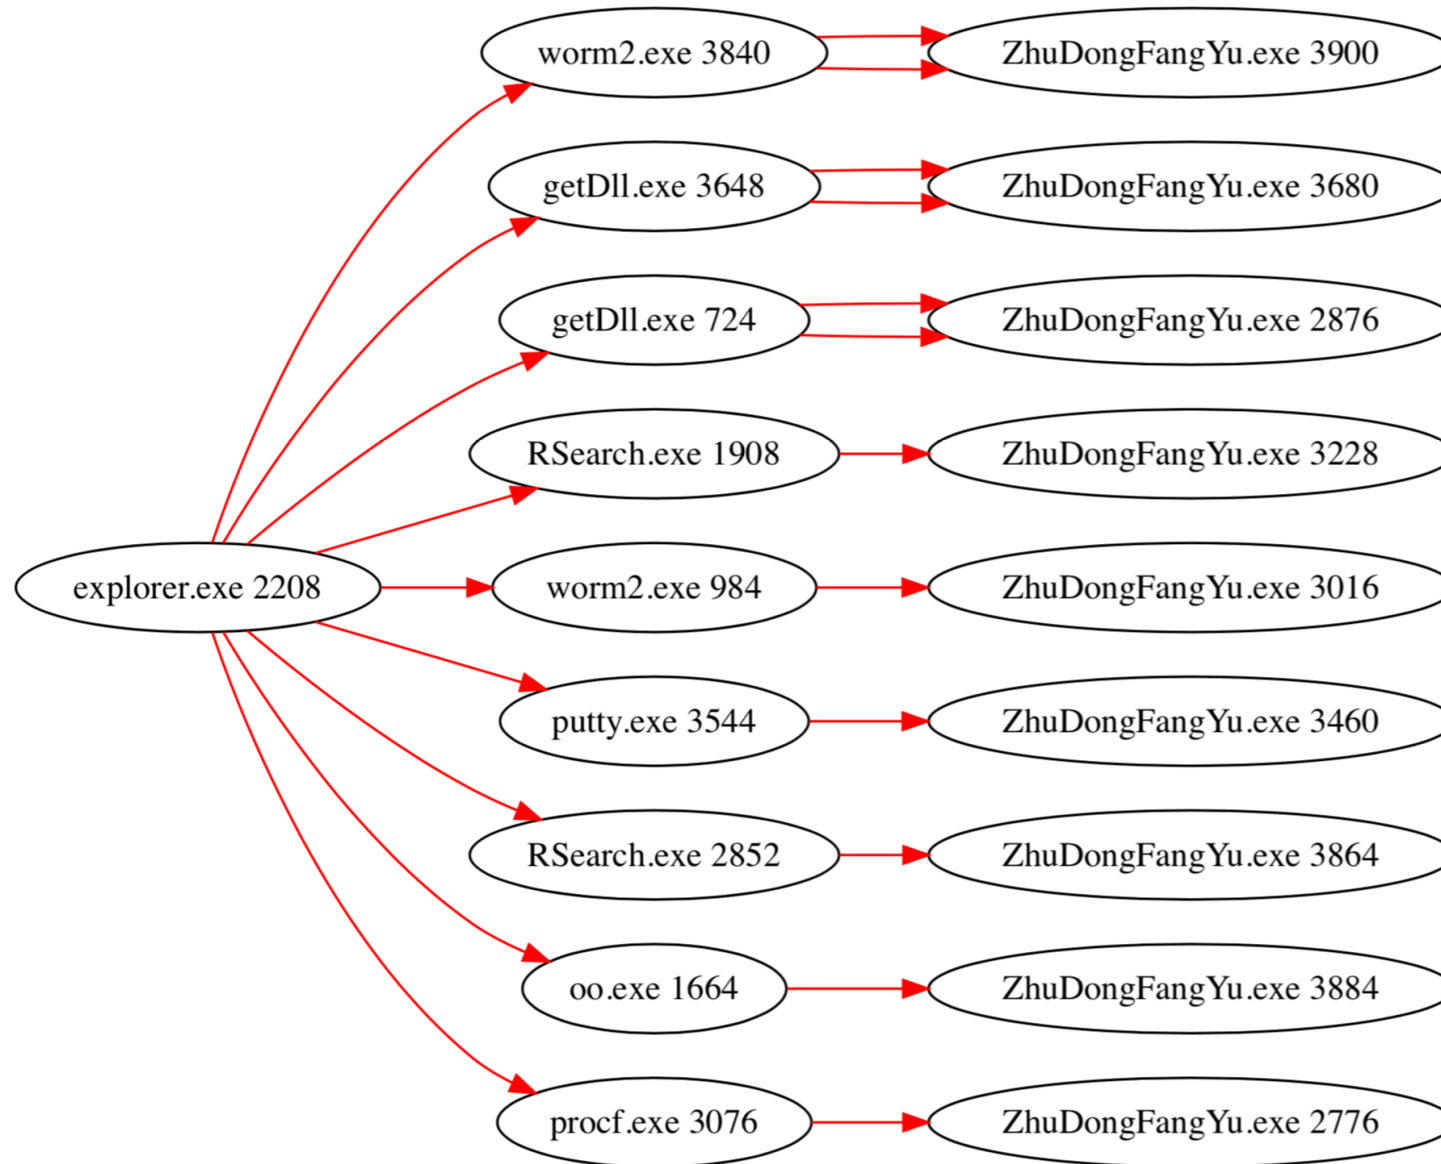 worm2.exe 3840
ZhuDongFangYu.exe 3900
getDll.exe 3648
ZhuDongFangYu.exe 3680
getDll.exe 724
ZhuDongFangYu.exe 2876
RSearch.exe 1908
ZhuDongFangYu.exe 3228
explorer.exe 2208
worm2.exe 984
ZhuDongFangYu.exe 3016
putty.exe 3544
ZhuDongFangYu.exe 3460
RSearch.exe 2852
ZhuDongFangYu.exe 3864
oo.exe 1664
ZhuDongFangYu.exe 3884
procf.exe 3076
ZhuDongFangYu.exe 2776